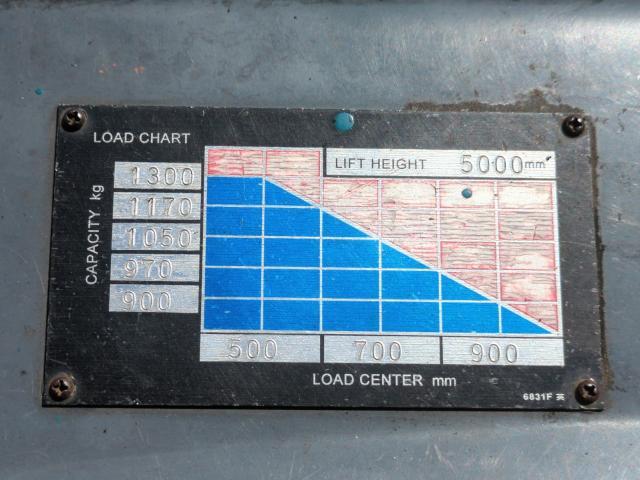 LOAD CHART
LIFT HEIGHT 5000mm
CAPACITY kg
1300
1170
1050
970
900
500 700 900
LOAD CENTER mm
6831F 英